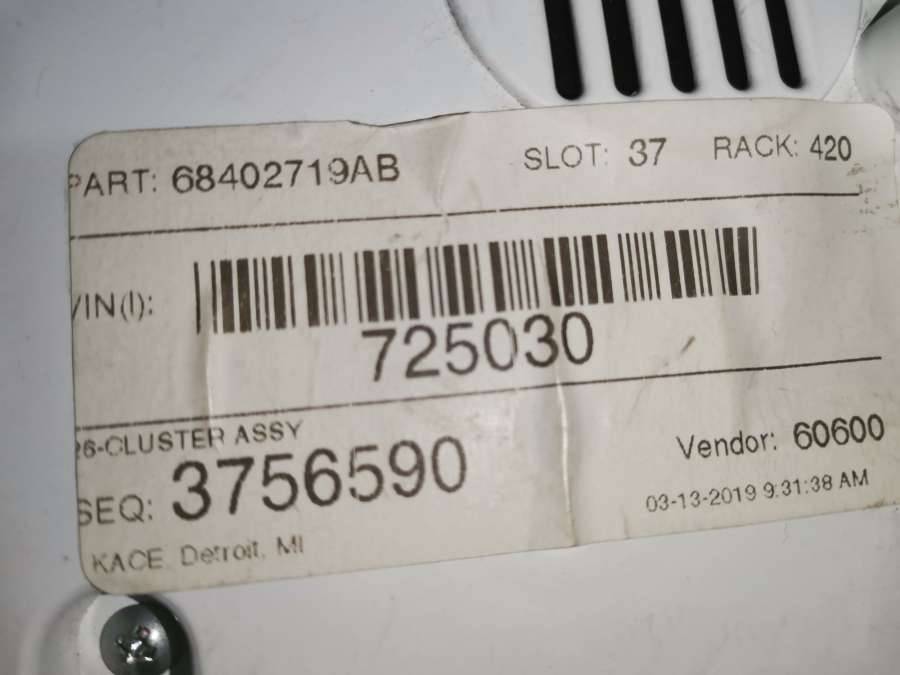 PART: 68402719AB SLOT: 37 RACK: 420
VIN(I):
725030
26-CLUSTER ASSY
Vendor: 60600
SEQ: 3756590
03-13-2019 9:31:38 AM
KACE Detroit, MI